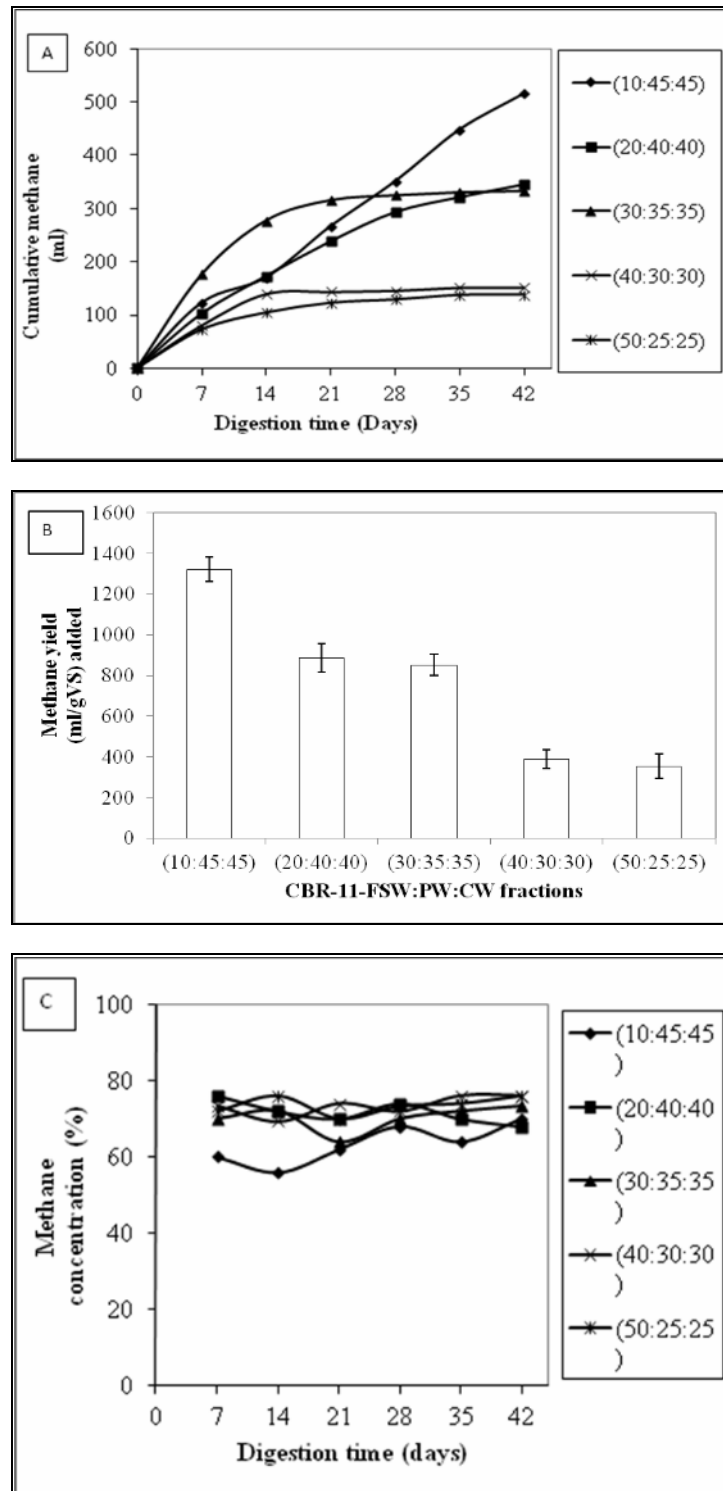 A
600
500
400
300
200
100
0
Cumulative methane
(ml)
0 7 14 21 28 35 42
Digestion time (Days)
(10:45:45)
(20:40:40)
(30:35:35)
(40:30:30)
(50:25:25)
B
1600
1400
1200
1000
800
600
400
200
0
Methane yield
(ml/gVS) added
(10:45:45) (20:40:40) (30:35:35) (40:30:30) (50:25:25)
CBR-11-FSW:PW:CW fractions
C
100
80
60
40
20
0
Methane
concentration (%)
0 7 14 21 28 35 42
Digestion time (days)
(10:45:45
)
(20:40:40
)
(30:35:35
)
(40:30:30
)
(50:25:25
)